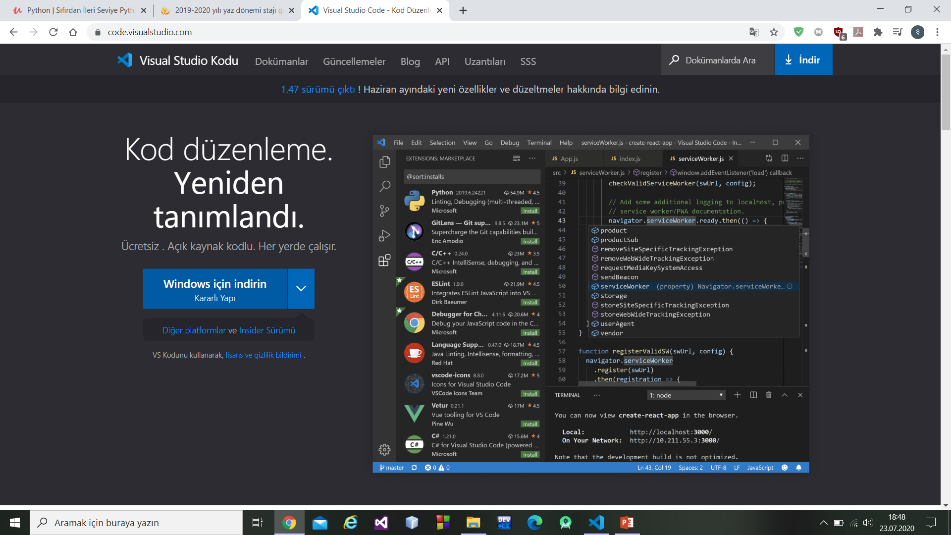 Python | Sıfırdan İleri Seviye Pyth
2019-2020 yılı yaz dönemi stajı
Visual Studio Code - Kod Düzenle
code.visualstudio.com
6
S
Visual Studio Kodu
Dokümanlar
Güncellemeler
Blog
API
Uzantıları
SSS
Dokümanlarda Ara
İndir
1.47 sürümü çıktı ! Haziran ayındaki yeni özellikler ve düzeltmeler hakkında bilgi edinin.
Kod düzenleme.
Yeniden
tanımlandı.
Ücretsiz . Açık kaynak kodlu. Her yerde çalışır.
Windows için indirin
Kararlı Yapı
Diğer platformlar ve Insider Sürümü
VS Kodunu kullanarak, lisans ve gizlilik bildirimi .
File Edit Selection View Go Debug Terminal Help serviceWorker.js - create-react-app - Visual Studio Code - In...
EXTENSIONS: MARKETPLACE
@sort:installs
Python 2019.6.24221 54.9M 4.5
Linting, Debugging (multi-threaded, ...
Microsoft Install
GitLens — Git sup... 9.8.5 23.1M 5
Supercharge the Git capabilities buil...
Eric Amodio Install
C/C++ 0.24.0 23M 3.5
C/C++ IntelliSense, debugging, and ...
Microsoft Install
ESLint 1.9.0 21.9M 4.5
Integrates ESLint JavaScript into VS ...
Dirk Baeumer Install
Debugger for Ch... 4.11.6 20.6M 4
Debug your JavaScript code in the C...
Microsoft Install
Language Supp... 0.47.0 18.7M 4.5
Java Linting, Intellisense, formatting, ...
Red Hat Install
vscode-icons 8.8.0 17.2M 5
Icons for Visual Studio Code
VSCode Icons Team Install
Vetur 0.21.1 17M 4.5
Vue tooling for VS Code
Pine Wu Install
C# 1.21.0 15.6M 4
C# for Visual Studio Code (powered ...
Microsoft Install
JS App.js
JS index.js
JS serviceWorker.js
src JS serviceWorker.js register window.addEventListener('load') callback
39 checkValidServiceWorker(swUrl, config);
40
41 // Add some additional logging to localhost, p
42 // service worker/PWA documentation.
43 navigator.serviceWorker.ready.then(() => {
44 product
45 productSub
46 removeSiteSpecificTrackingException
47 removeWebWideTrackingException
48 requestMediaKeySystemAccess
49 sendBeacon
50 serviceWorker (property) Navigator.serviceWorke...
51 storage
52 storeSiteSpecificTrackingException
53 storeWebWideTrackingException
54 } userAgent
55 } vendor
56
57 function registerValidSW(swUrl, config) {
58 navigator.serviceWorker
59 .register(swUrl)
60 .then(registration => {
TERMINAL
1: node
You can now view create-react-app in the browser.
Local: http://localhost:3000/
On Your Network: http://10.211.55.3:3000/
Note that the development build is not optimized.
master 0 0 Ln 43, Col 19 Spaces: 2 UTF-8 LF JavaScript
Aramak için buraya yazın
DEV
18:48
23.07.2020